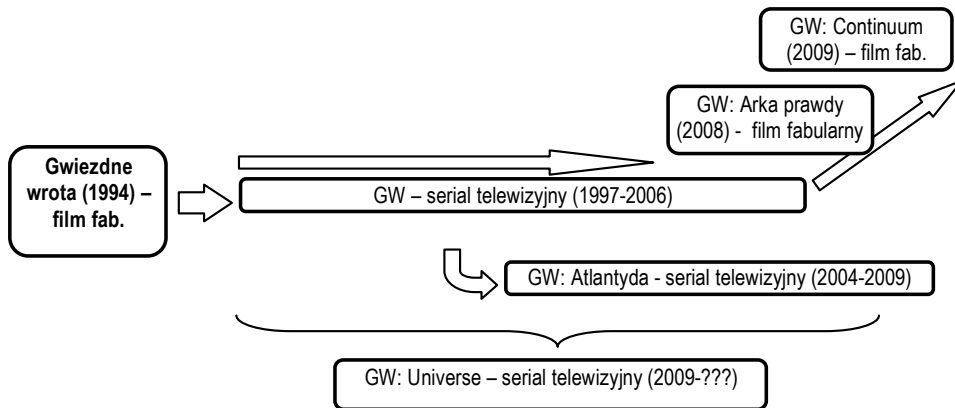 GW: Continuum
(2009) – film fab.
GW: Arka prawdy
(2008) - film fabularny
Gwiezdne
wrota (1994) –
film fab.
GW – serial telewizyjny (1997-2006)
GW: Atlantyda - serial telewizyjny (2004-2009)
GW: Universe – serial telewizyjny (2009-???)